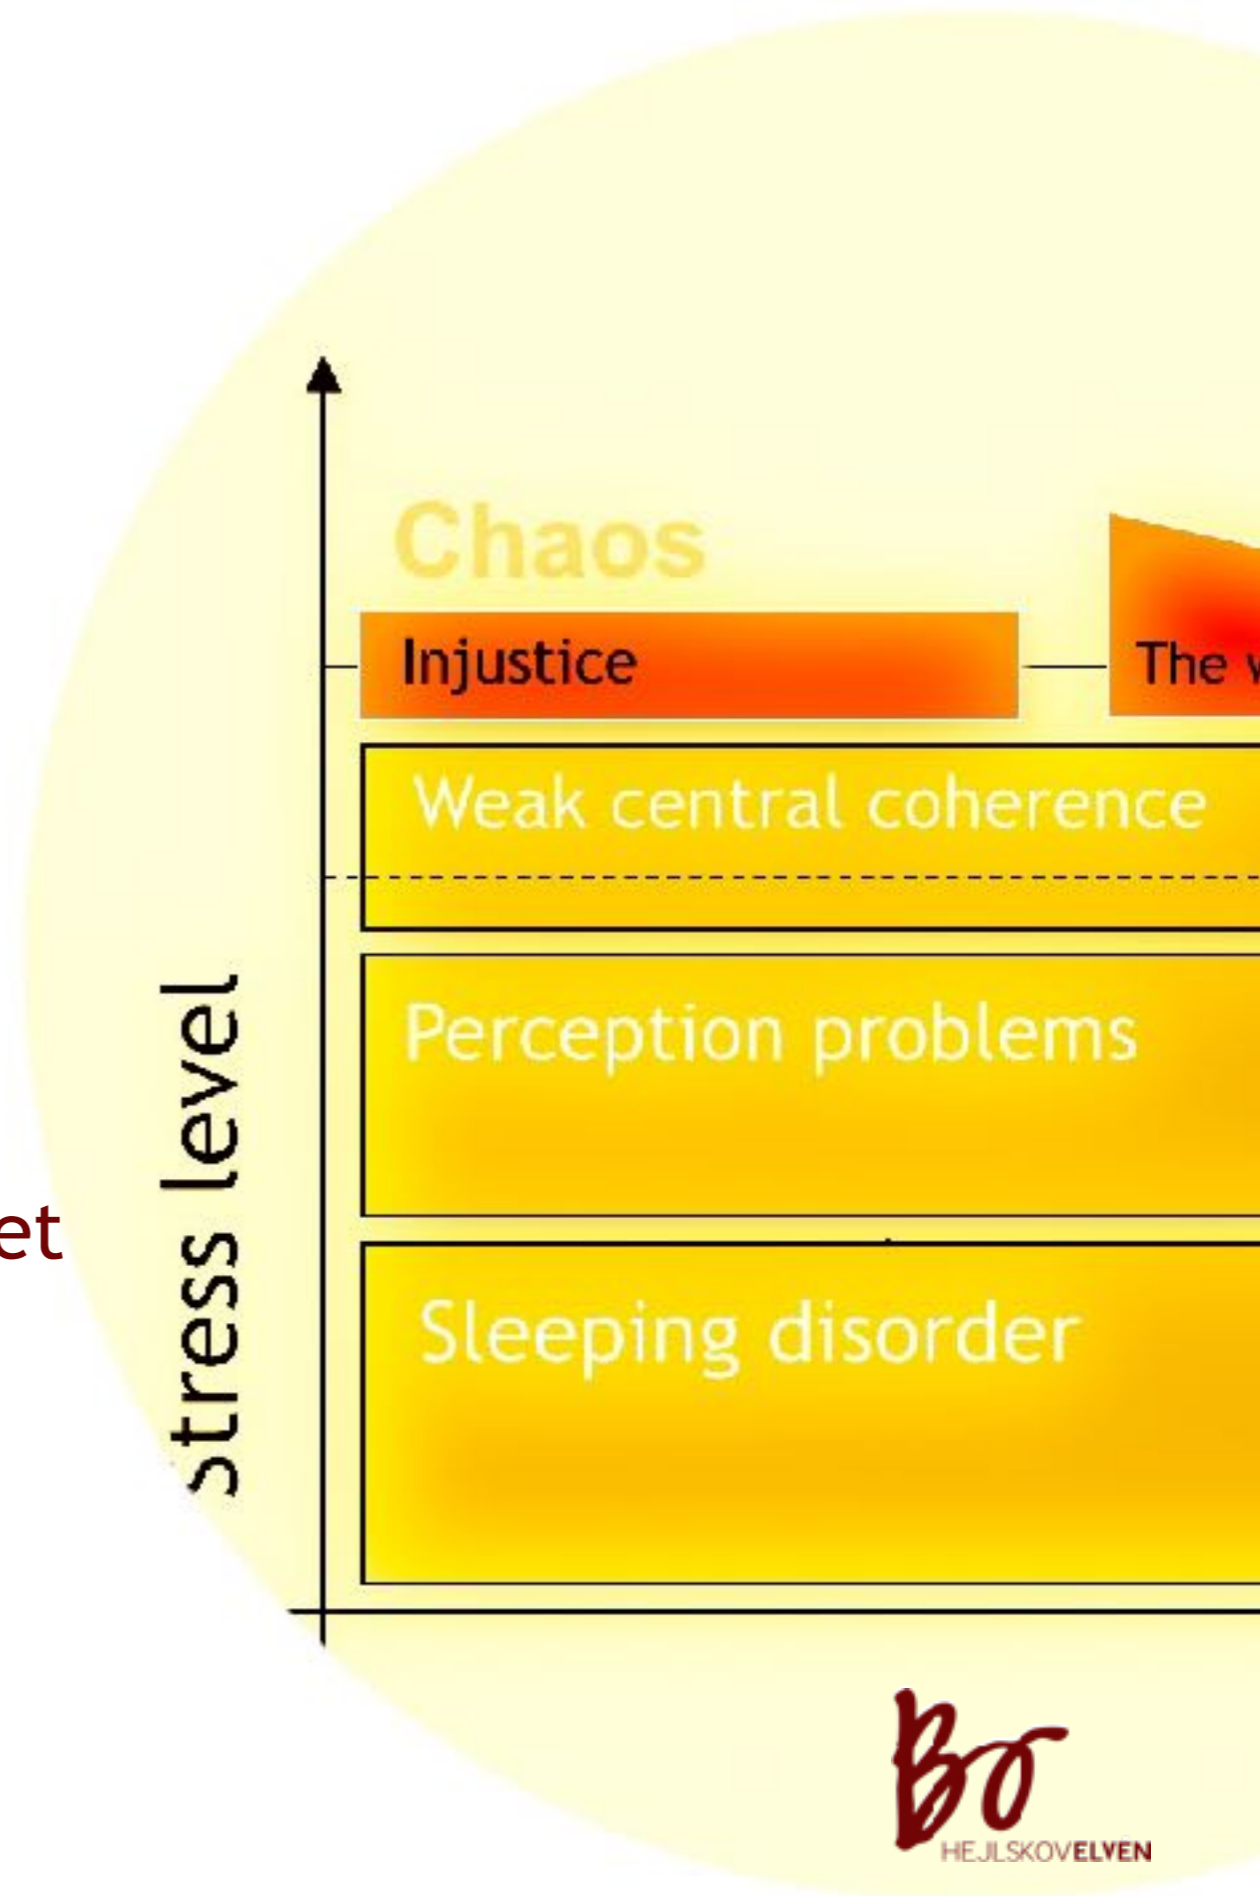 Chaos
Injustice
The
Weak central coherence
Perception problems
Stress level
et
Sleeping disorder
Bo
HEJLSKOVELVEN